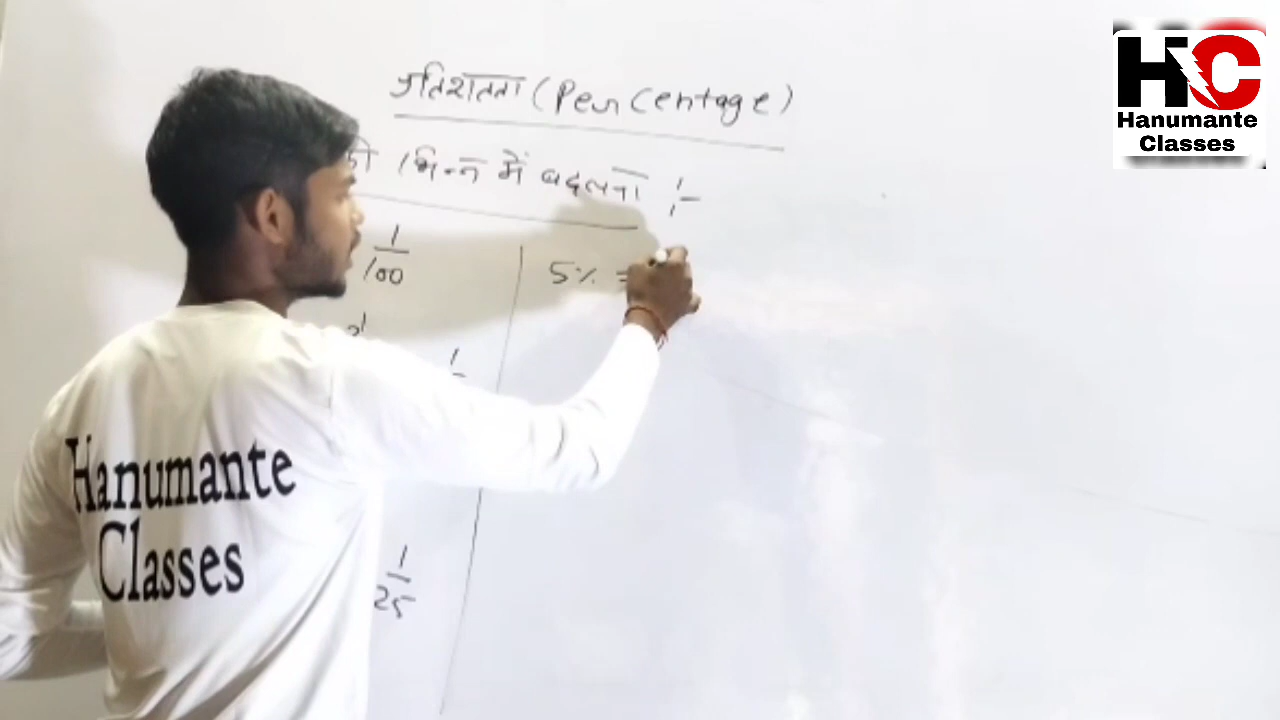 प्रतिशतता (Percentage)
को भिन्न में बदलना :-
1
100
5% =
1
25
Hanumante
Classes
HC
Hanumante
Classes